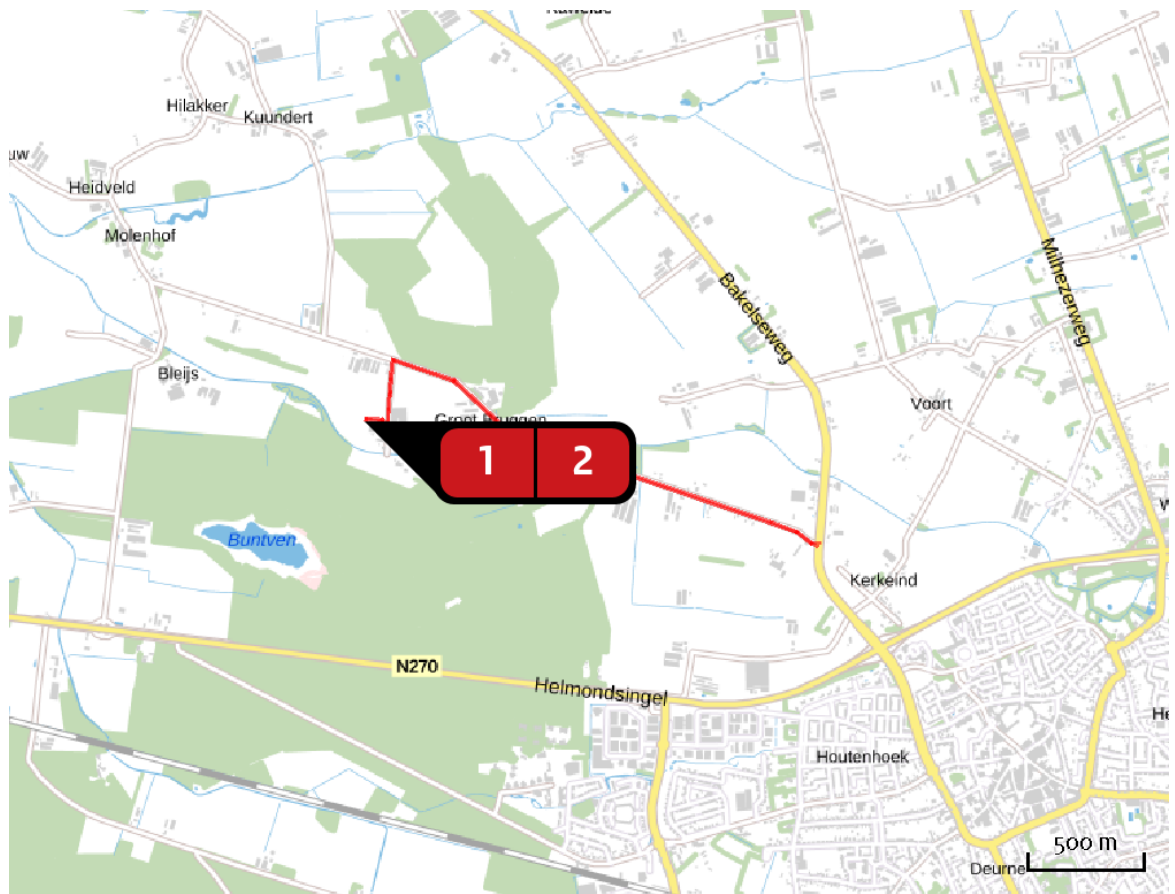 Hilakker
Kuundert
uw
Heidveld
Molenhof
Milhezerweg
Bakelseweg
Bleijs
Vaart
Groot Bruggen
1 2
Buntven
Kerkeind
N270
Helmondsingel
Houtenhoek
500 m
Deurne